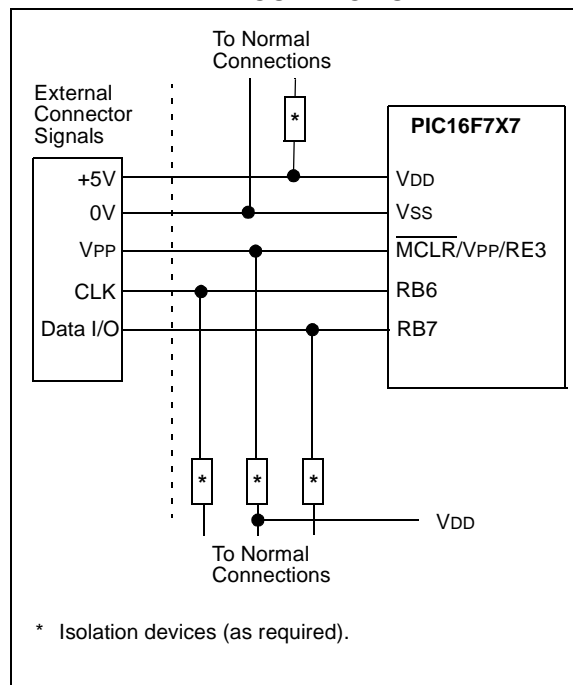 To Normal
Connections
External
Connector
Signals
*
PIC16F7X7
+5V
VDD
0V
VSS
VPP
MCLR/VPP/RE3
CLK
RB6
Data I/O
RB7
*
*
*
VDD
To Normal
Connections
* Isolation devices (as required).